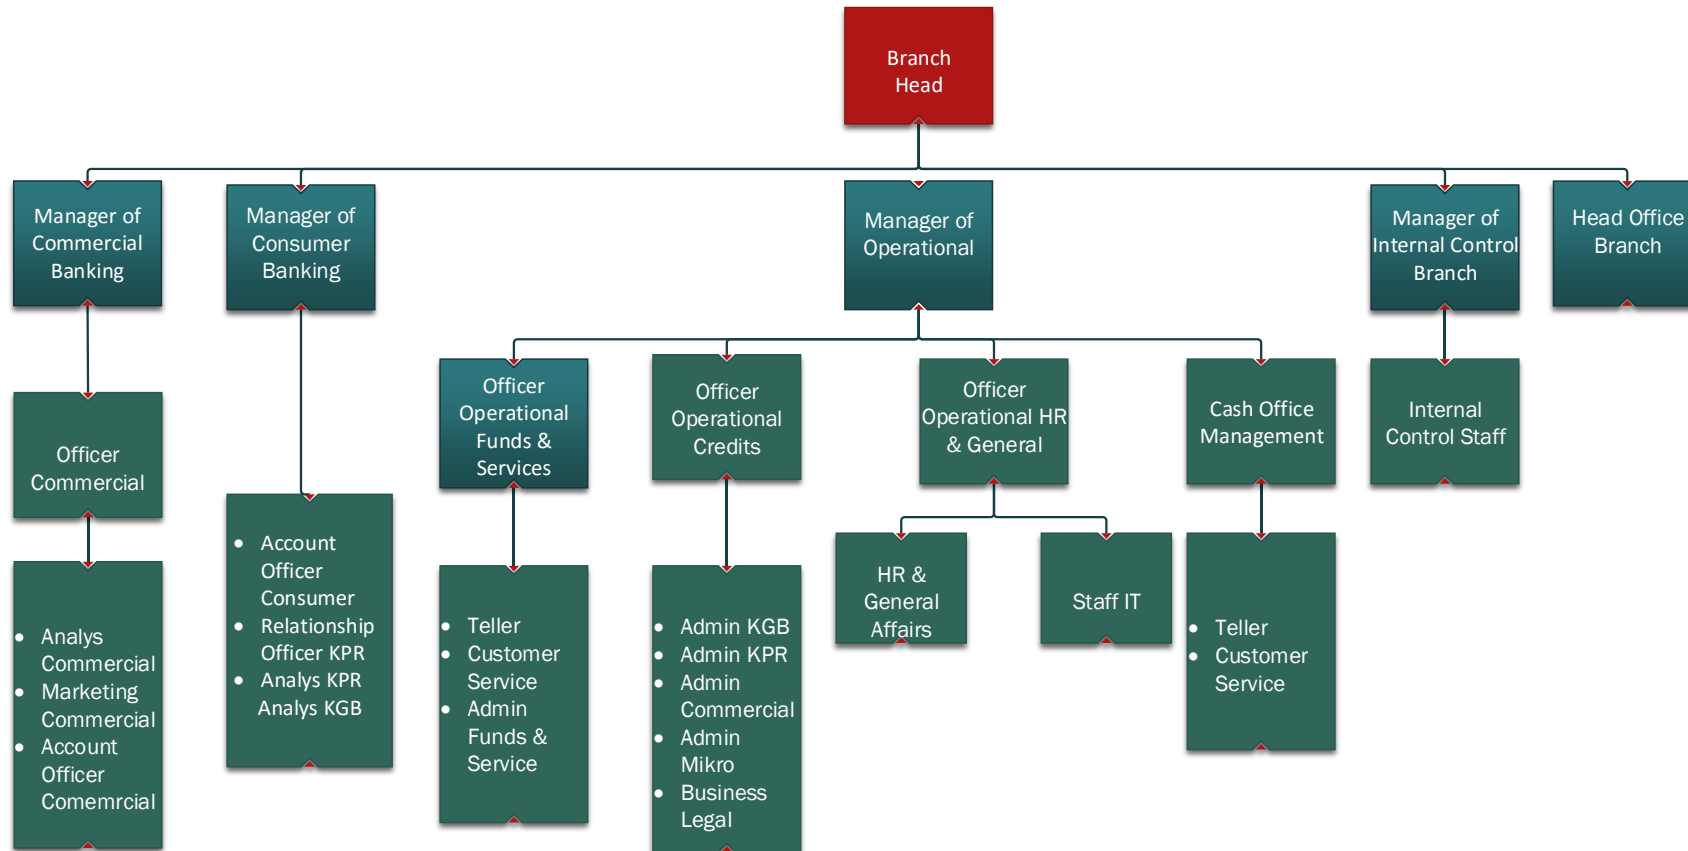 Branch
Head
Manager of
Commercial
Banking
Manager of
Consumer
Banking
Manager of
Operational
Manager of
Internal Control
Branch
Head Office
Branch
Officer
Commercial
Officer
Operational
Funds &
Services
Officer
Operational
Credits
Officer
Operational HR
& General
Cash Office
Management
Internal
Control Staff
• Analys
Commercial
• Marketing
Commercial
• Account
Officer
Comemrcial
• Account
Officer
Consumer
• Relationship
Officer KPR
• Analys KPR
Analys KGB
• Teller
• Customer
Service
• Admin
Funds &
Service
• Admin KGB
• Admin KPR
• Admin
Commercial
• Admin
Mikro
• Business
Legal
HR &
General
Affairs
Staff IT
• Teller
• Customer
Service